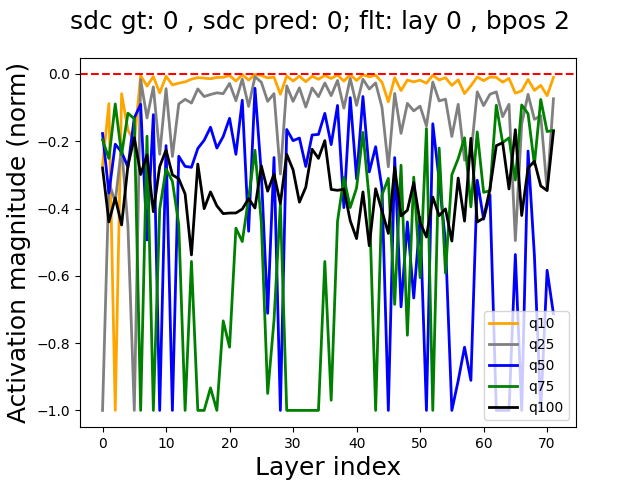 sdc gt: 0 , sdc pred: 0; flt: lay 0 , bpos 2
Activation magnitude (norm)
0.0
−0.2
−0.4
−0.6
−0.8
−1.0
q10
q25
q50
q75
q100
0 10 20 30 40 50 60 70
Layer index